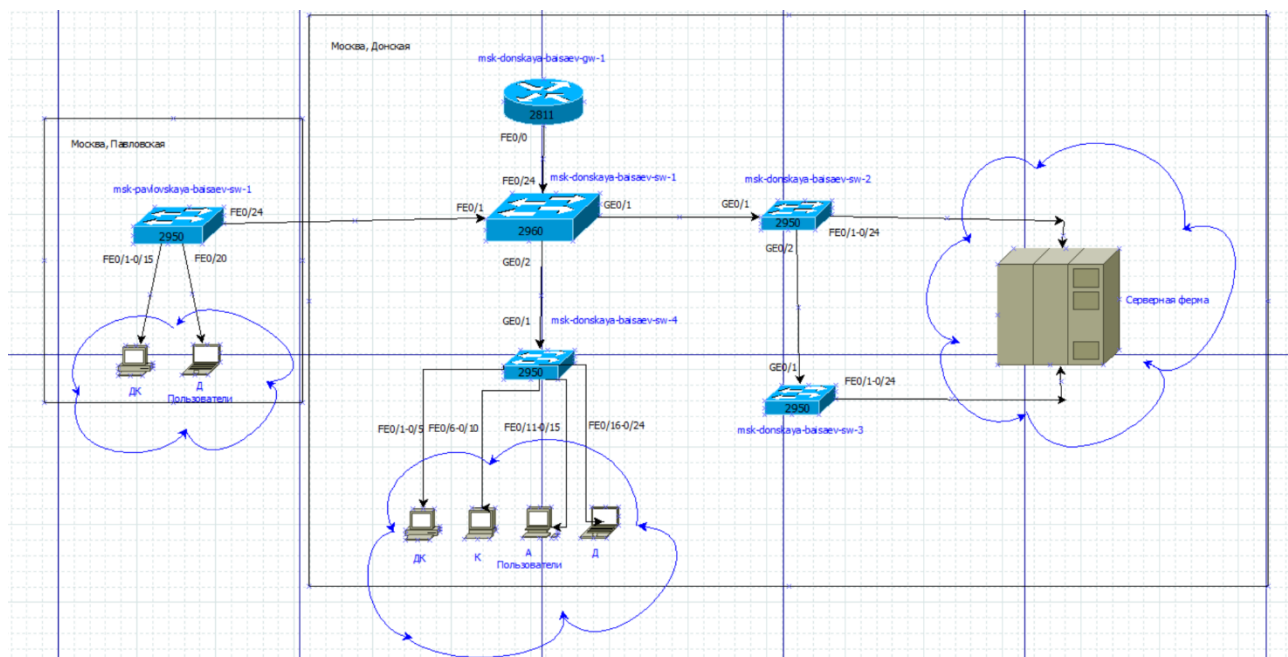 Москва, Донская
msk-donskaya-baisaev-gw-1
2811
FE0/0
Москва, Павловская
msk-pavlovskaya-baisaev-sw-1
FE0/24
2950
FE0/1-0/15
FE0/20
ДК
Д
Пользователи
FE0/24
msk-donskaya-baisaev-sw-1
FE0/1
GE0/1
2960
GE0/2
GE0/1
msk-donskaya-baisaev-sw-2
2950
FE0/1-0/24
GE0/2
Серверная ферма
GE0/1
msk-donskaya-baisaev-sw-4
2950
GE0/1
FE0/1-0/24
2950
msk-donskaya-baisaev-sw-3
FE0/1-0/5
FE0/6-0/10
FE0/11-0/15
FE0/16-0/24
ДК
К
А
Д
Пользователи